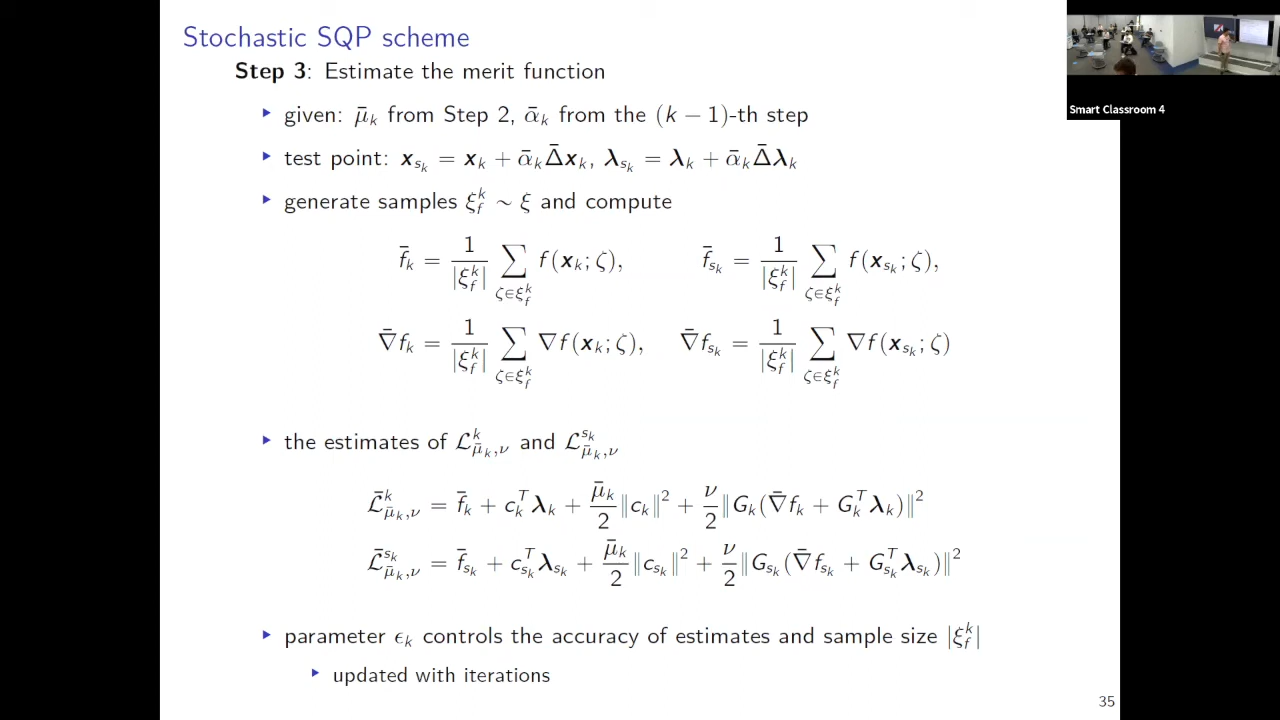 Stochastic SQP scheme
Step 3: Estimate the merit function
▸ given: μ̄_k from Step 2, ᾱ_k from the (k − 1)-th step
▸ test point: x_{s_k} = x_k + ᾱ_k Δ̄x_k, λ_{s_k} = λ_k + ᾱ_k Δ̄λ_k
▸ generate samples ξ_f^k ∼ ξ and compute
f̄_k = 1/|ξ_f^k| ∑_{ζ∈ξ_f^k} f(x_k; ζ), f̄_{s_k} = 1/|ξ_f^k| ∑_{ζ∈ξ_f^k} f(x_{s_k}; ζ),
∇̄f_k = 1/|ξ_f^k| ∑_{ζ∈ξ_f^k} ∇f(x_k; ζ), ∇̄f_{s_k} = 1/|ξ_f^k| ∑_{ζ∈ξ_f^k} ∇f(x_{s_k}; ζ)
▸ the estimates of ℒ^k_{μ̄_k,ν} and ℒ^{s_k}_{μ̄_k,ν}
ℒ̄^k_{μ̄_k,ν} = f̄_k + c_k^T λ_k + μ̄_k/2 ‖c_k‖² + ν/2 ‖G_k(∇̄f_k + G_k^T λ_k)‖²
ℒ̄^{s_k}_{μ̄_k,ν} = f̄_{s_k} + c_{s_k}^T λ_{s_k} + μ̄_k/2 ‖c_{s_k}‖² + ν/2 ‖G_{s_k}(∇̄f_{s_k} + G_{s_k}^T λ_{s_k})‖²
▸ parameter ϵ_k controls the accuracy of estimates and sample size |ξ_f^k|
▸ updated with iterations
35
Smart Classroom 4